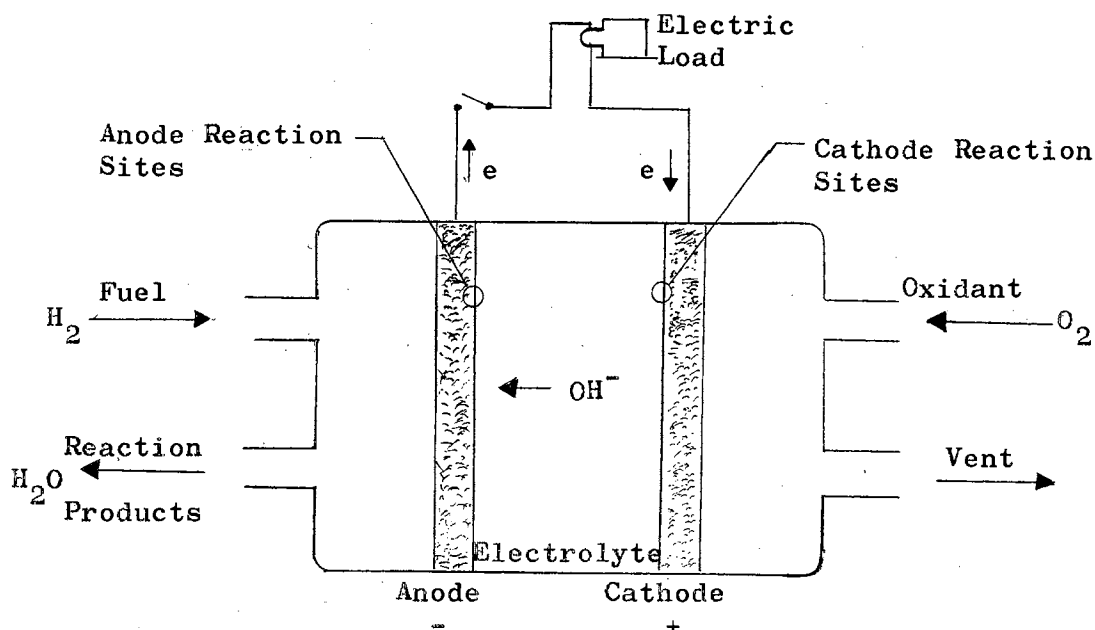 Electric
Load
Anode Reaction
Sites
Cathode Reaction
Sites
e
e
Fuel
H₂
Oxidant
O₂
OH⁻
Reaction
H₂O
Products
Vent
Electrolyte
Anode
Cathode
-
+